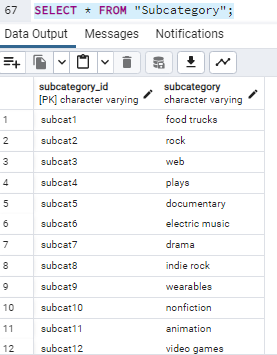 67 SELECT * FROM "Subcategory";
Data Output Messages Notifications
subcategory_id subcategory
[PK] character varying character varying
1 subcat1 food trucks
2 subcat2 rock
3 subcat3 web
4 subcat4 plays
5 subcat5 documentary
6 subcat6 electric music
7 subcat7 drama
8 subcat8 indie rock
9 subcat9 wearables
10 subcat10 nonfiction
11 subcat11 animation
12 subcat12 video games